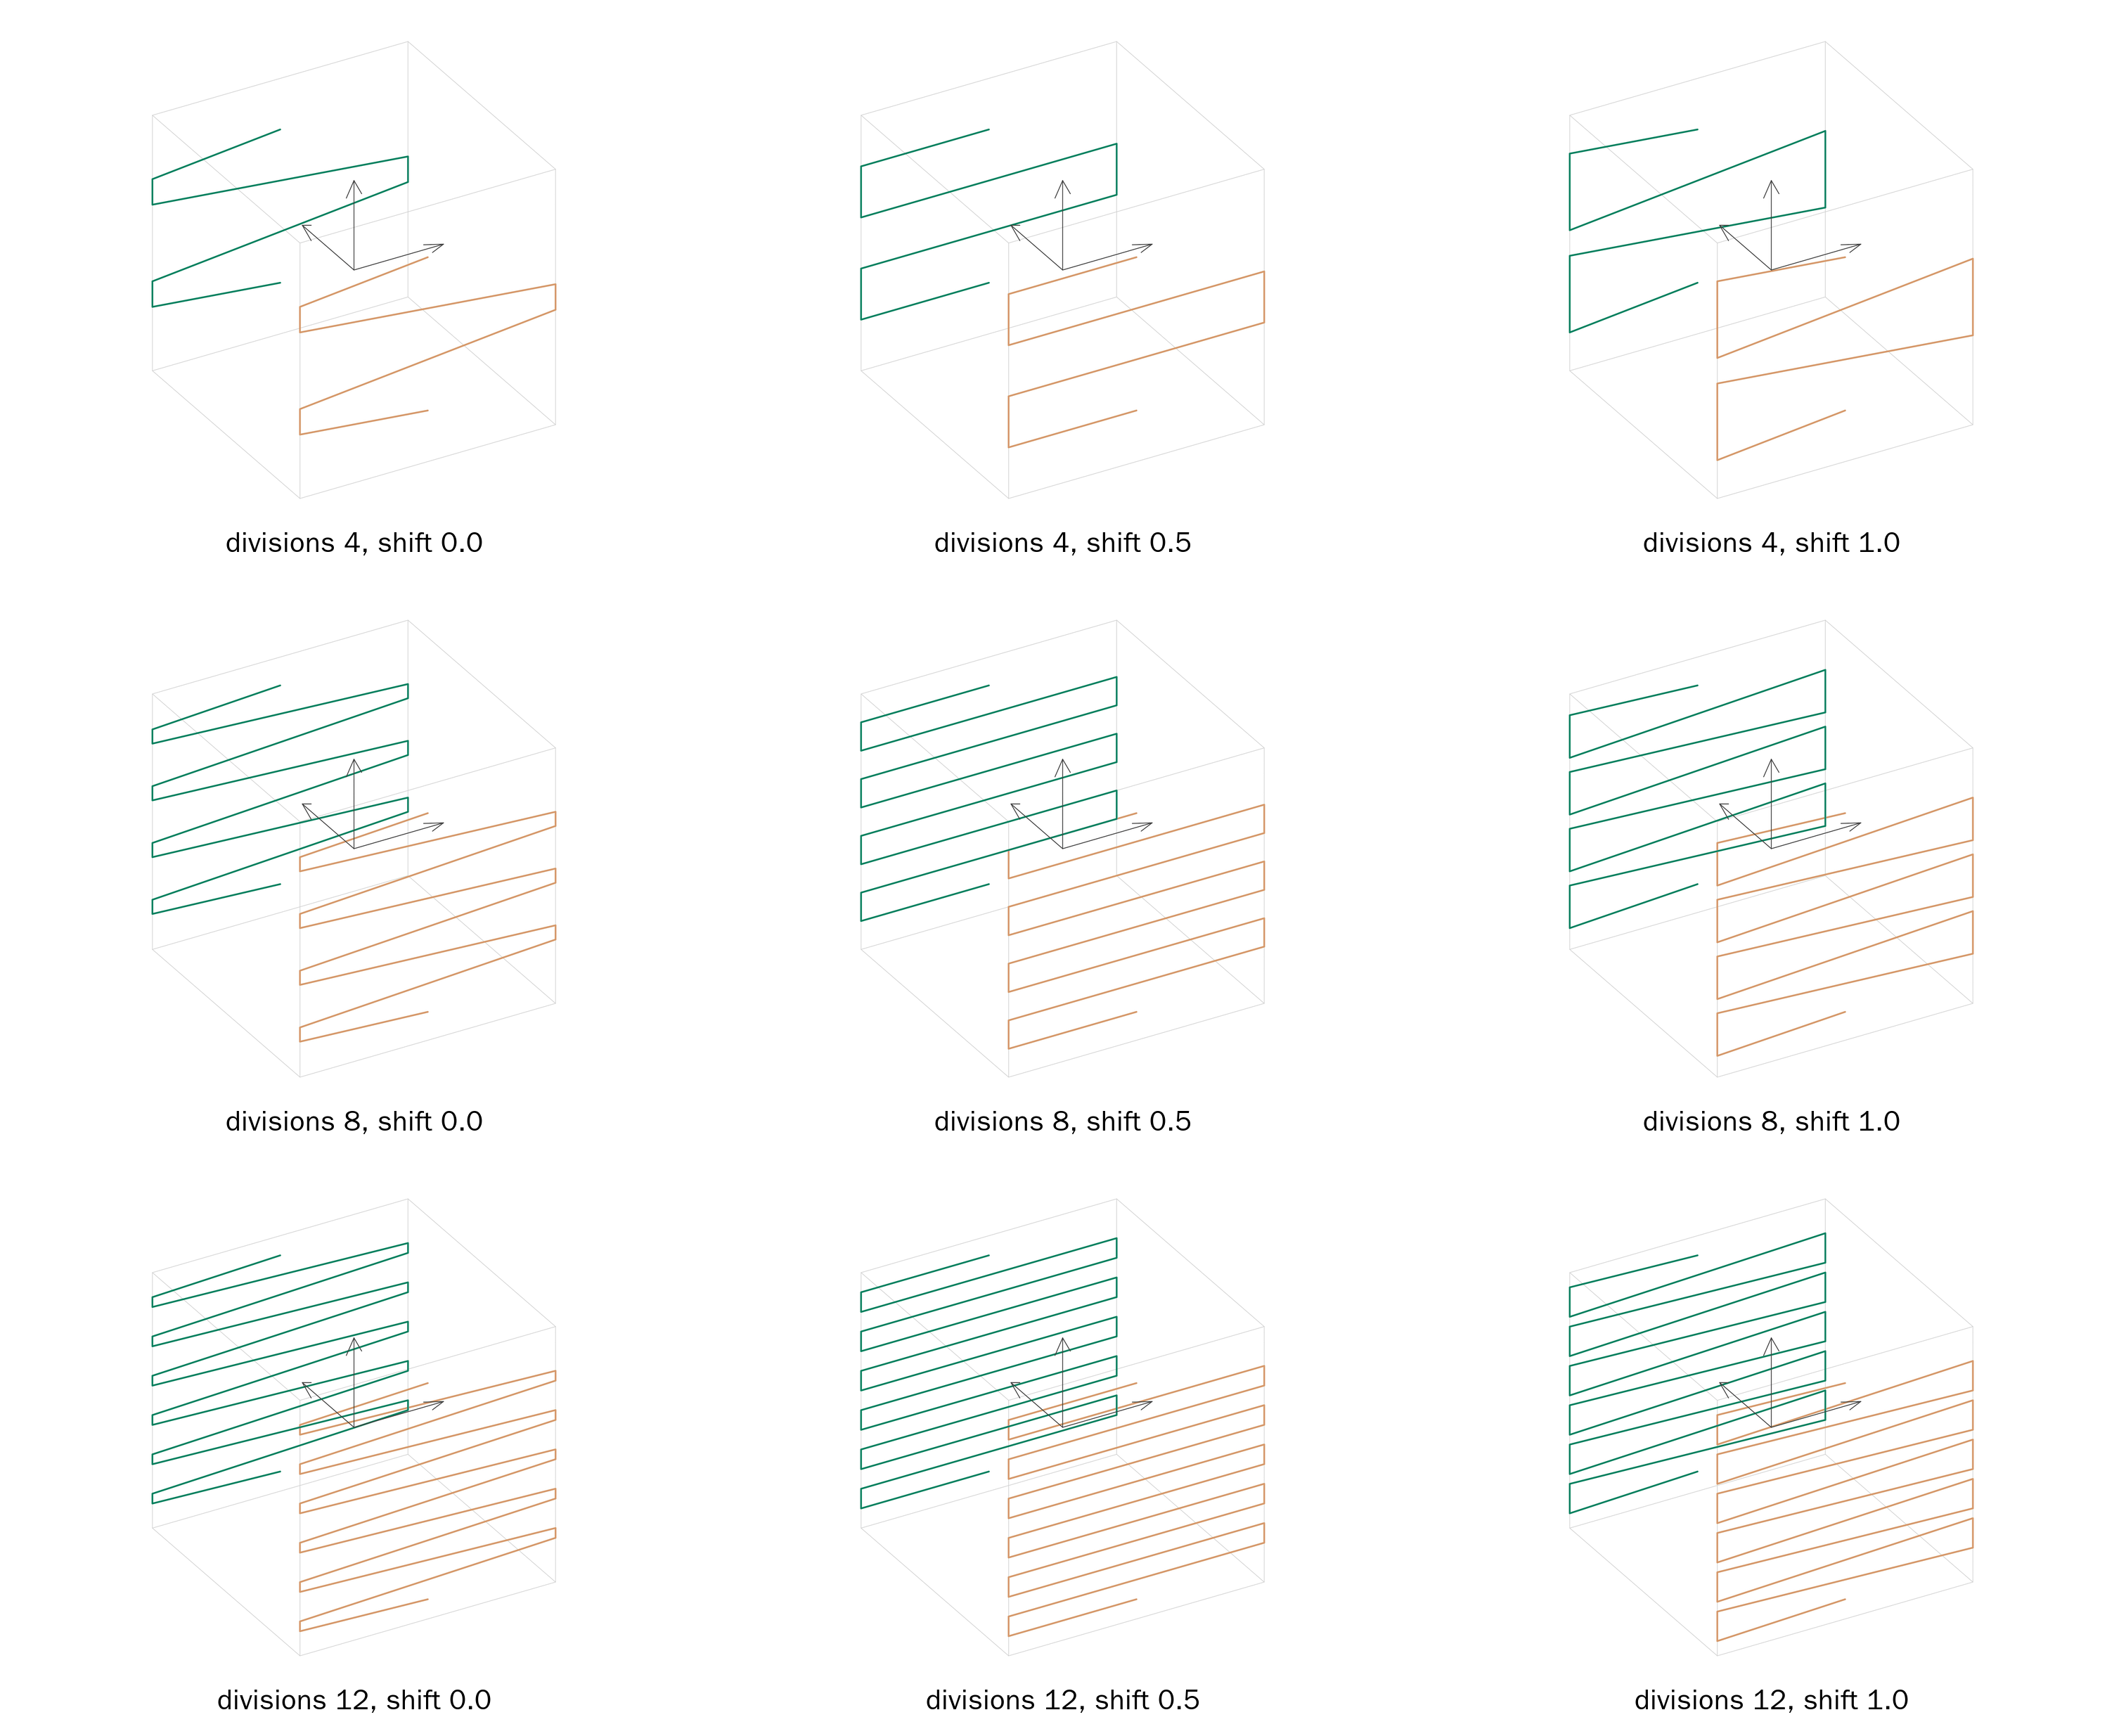 divisions 4, shift 0.0
divisions 4, shift 0.5
divisions 4, shift 1.0
divisions 8, shift 0.0
divisions 8, shift 0.5
divisions 8, shift 1.0
divisions 12, shift 0.0
divisions 12, shift 0.5
divisions 12, shift 1.0